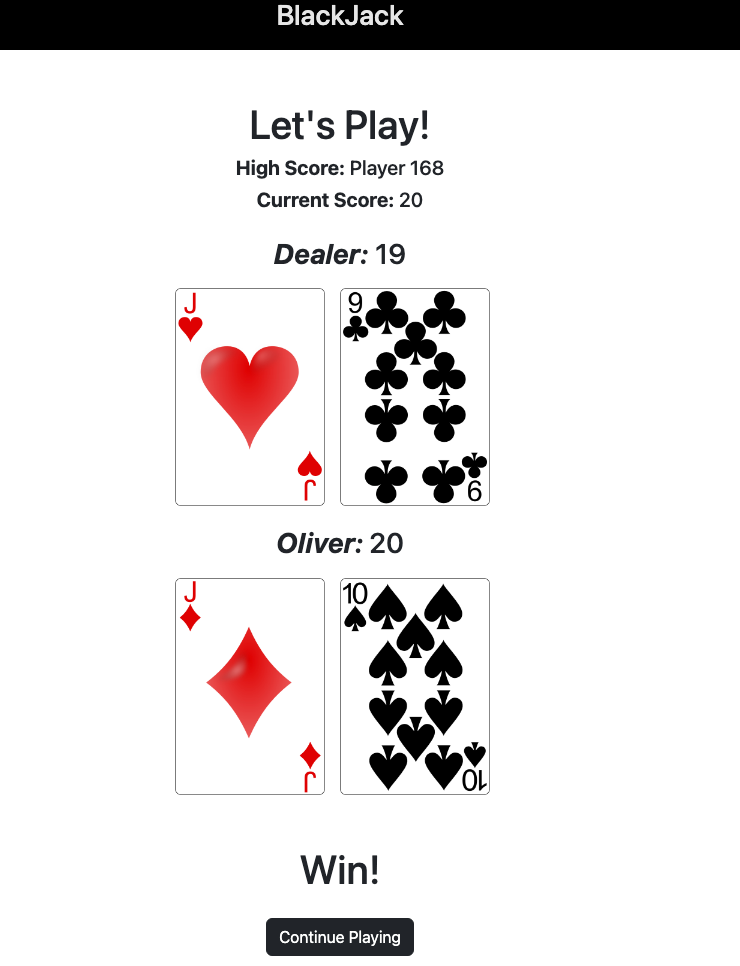 BlackJack
Let's Play!
High Score: Player 168
Current Score: 20
Dealer: 19
J
J
9
9
Oliver: 20
J
J
10
10
Win!
Continue Playing